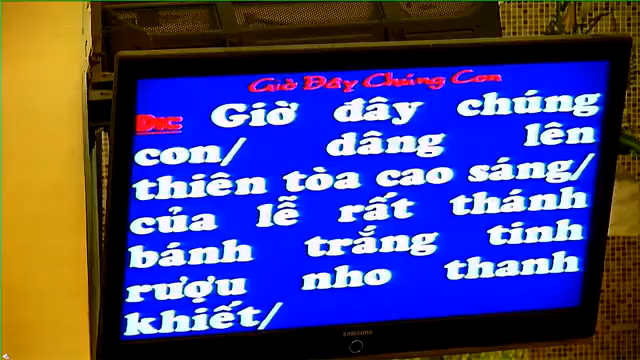 Giờ Đây Chúng Con
ĐK: Giờ đây chúng
con/ dâng lên
thiên tòa cao sáng/
của lễ rất thánh
bánh trắng tinh
rượu nho thanh
khiết/
SAMSUNG